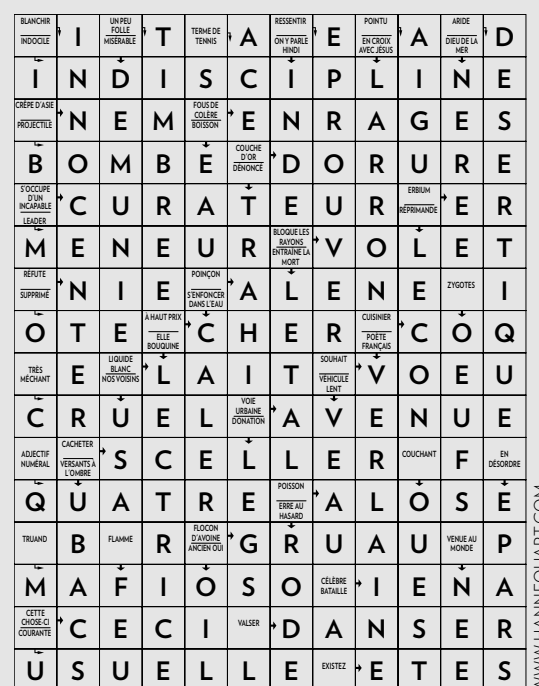 BLANCHIR INDOCILE I UN PEU FOLLE MISÉRABLE T TERME DE TENNIS A RESSENTIR ON Y PARLE HINDI E POINTU EN CROIX AVEC JÉSUS A ARIDE DIEU DE LA MER D
I N D I S C I P L I N E
CRÊPE D'ASIE PROJECTILE N E M FOUS DE COLÈRE BOISSON E N R A G E S
B O M B E COUCHE D'OR DÉNONCE D O R U R E
S'OCCUPE D'UN INCAPABLE LEADER C U R A T E U R ERBIUM RÉPRIMANDE E R
M E N E U R BLOQUE LES RAYONS ENTRAÎNE LA MORT V O L E T
RÉFUTE SUPPRIMÉ N I E POINÇON S'ENFONCER DANS L'EAU A L E N E ZYGOTES I
O T E À HAUT PRIX ELLE BOUQUINE C H E R CUISINIER POÈTE FRANÇAIS C O Q
TRÈS MÉCHANT E LIQUIDE BLANC NOS VOISINS L A I T SOUHAIT VÉHICULE LENT V O E U
C R U E L VOIE URBAINE DONATION A V E N U E
ADJECTIF NUMÉRAL CACHETER VERSANTS À L'OMBRE S C E L L E R COUCHANT F EN DÉSORDRE
Q U A T R E POISSON ERRE AU HASARD A L O S E
TRUAND B FLAMME R FLOCON D'AVOINE ANCIEN OUI G R U A U VENUE AU MONDE P
M A F I O S O CÉLÈBRE BATAILLE I E N A
CETTE CHOSE-CI COURANTE C E C I VALSER D A N S E R
U S U E L L E EXISTEZ E T E S
WWW.HANNEQUART.COM